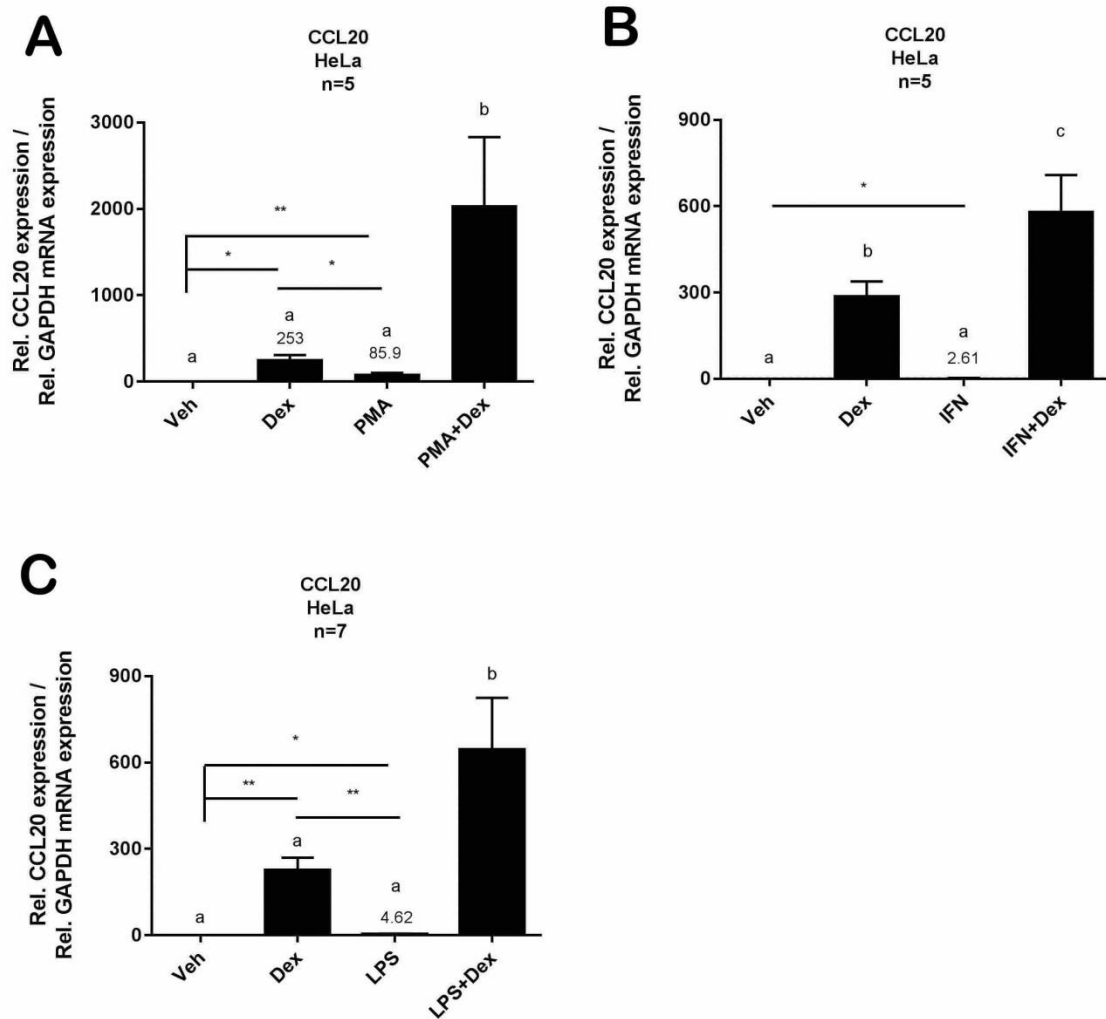 A
CCL20
HeLa
n=5
Rel. CCL20 expression /
Rel. GAPDH mRNA expression
3000
2000
1000
0
b
**
*
*
a
a
253
a
85.9
Veh
Dex
PMA
PMA+Dex
B
CCL20
HeLa
n=5
Rel. CCL20 expression /
Rel. GAPDH mRNA expression
900
600
300
0
c
*
b
a
a
2.61
Veh
Dex
IFN
IFN+Dex
C
CCL20
HeLa
n=7
Rel. CCL20 expression /
Rel. GAPDH mRNA expression
900
600
300
0
b
*
**
**
a
a
a
4.62
Veh
Dex
LPS
LPS+Dex